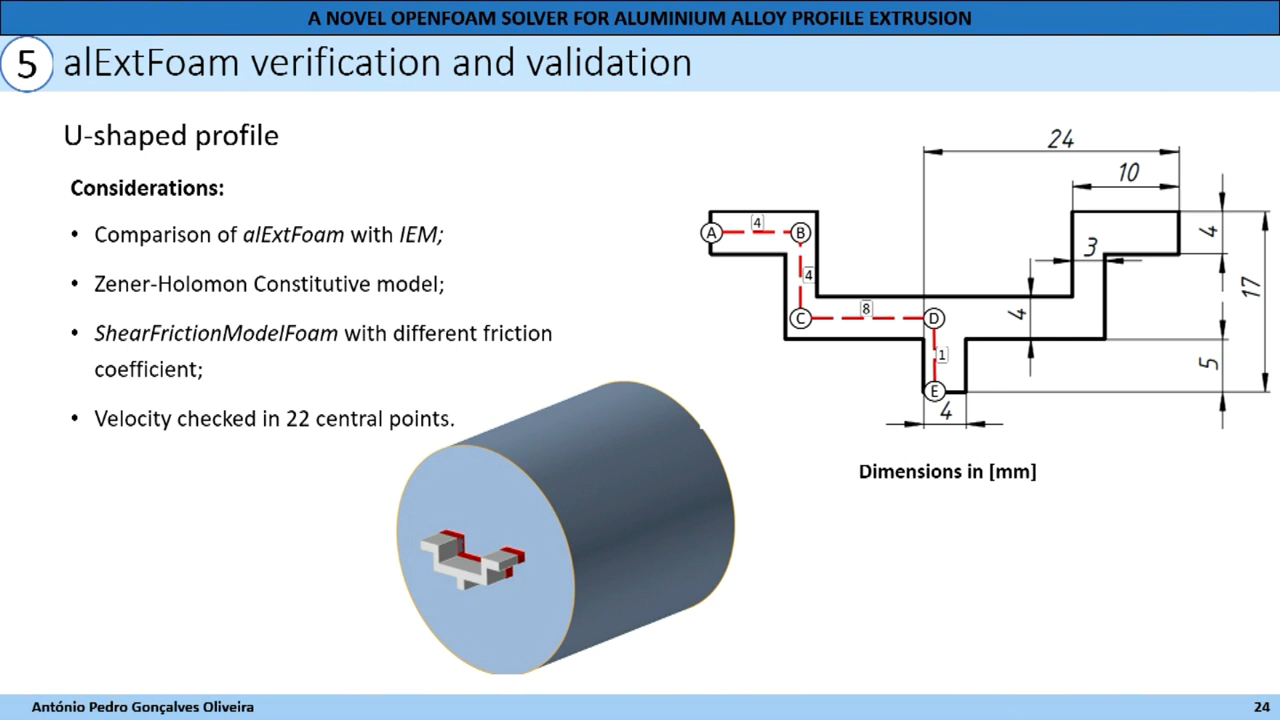 A NOVEL OPENFOAM SOLVER FOR ALUMINIUM ALLOY PROFILE EXTRUSION
5 alExtFoam verification and validation
U-shaped profile
Considerations:
• Comparison of alExtFoam with IEM;
• Zener-Holomon Constitutive model;
• ShearFrictionModelFoam with different friction
coefficient;
• Velocity checked in 22 central points.
24
10
A 4 B
3
4
4
17
C 8 D
4
1
5
E
4
Dimensions in [mm]
António Pedro Gonçalves Oliveira
24